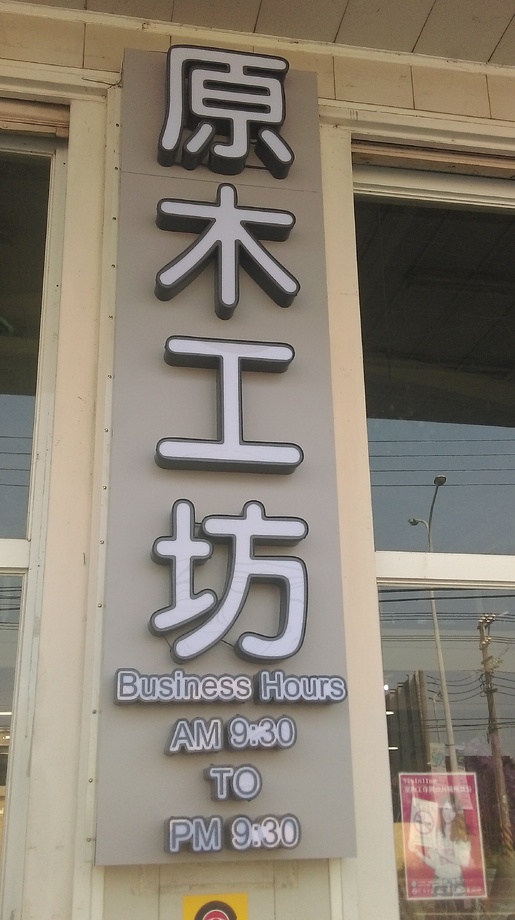 原木工坊
Business Hours
AM 9:30
TO
PM 9:30